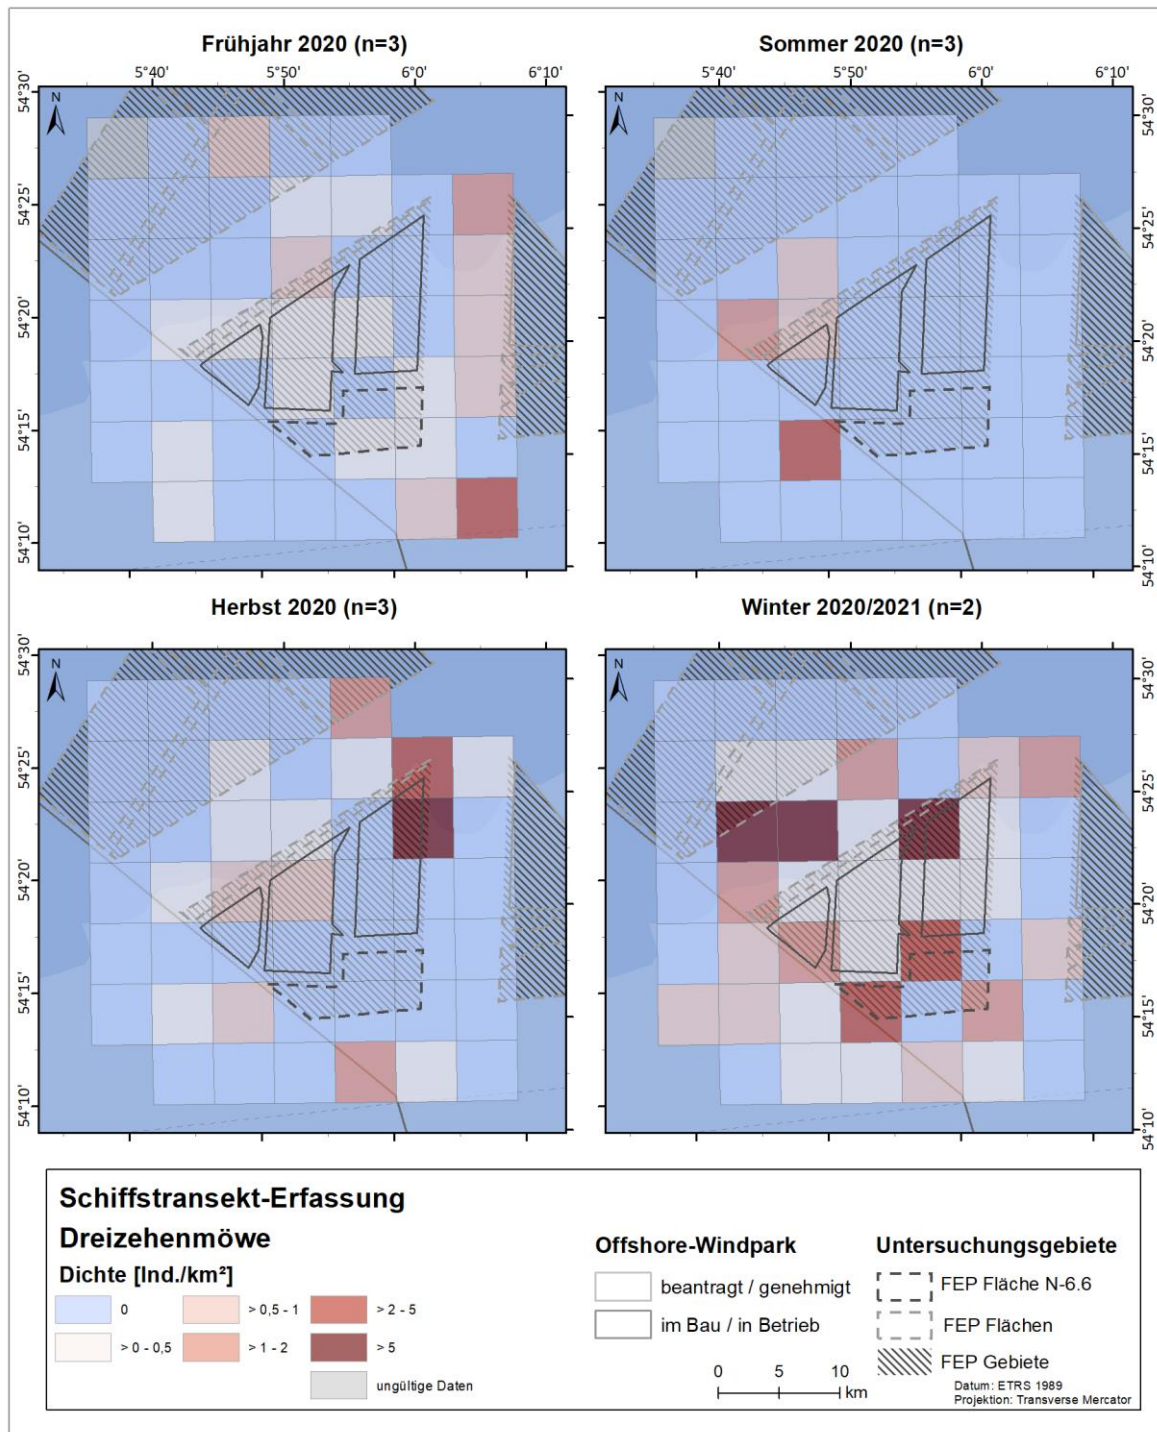 Frühjahr 2020 (n=3)
Sommer 2020 (n=3)
5°40' 5°50' 6°0' 6°10'
5°40' 5°50' 6°0' 6°10'
N
N
54°30'
54°25'
54°20'
54°15'
54°10'
54°30'
54°25'
54°20'
54°15'
54°10'
Herbst 2020 (n=3)
Winter 2020/2021 (n=2)
N
N
54°30'
54°25'
54°20'
54°15'
54°10'
54°30'
54°25'
54°20'
54°15'
54°10'
Schiffstransekt-Erfassung
Dreizehenmöwe
Dichte [Ind./km²]
0
> 0 - 0,5
> 0,5 - 1
> 1 - 2
> 2 - 5
> 5
ungültige Daten
Offshore-Windpark
beantragt / genehmigt
im Bau / in Betrieb
0 5 10
km
Untersuchungsgebiete
FEP Fläche N-6.6
FEP Flächen
FEP Gebiete
Datum: ETRS 1989
Projektion: Transverse Mercator